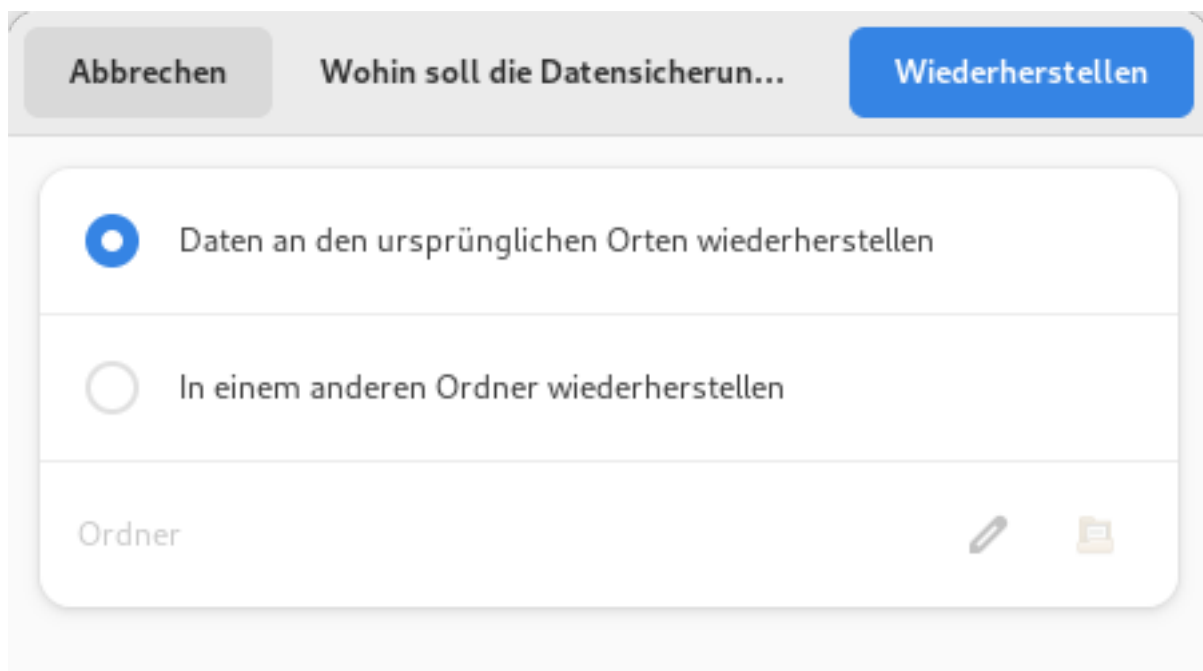 Abbrechen Wohin soll die Datensicherun... Wiederherstellen
Daten an den ursprünglichen Orten wiederherstellen
In einem anderen Ordner wiederherstellen
Ordner